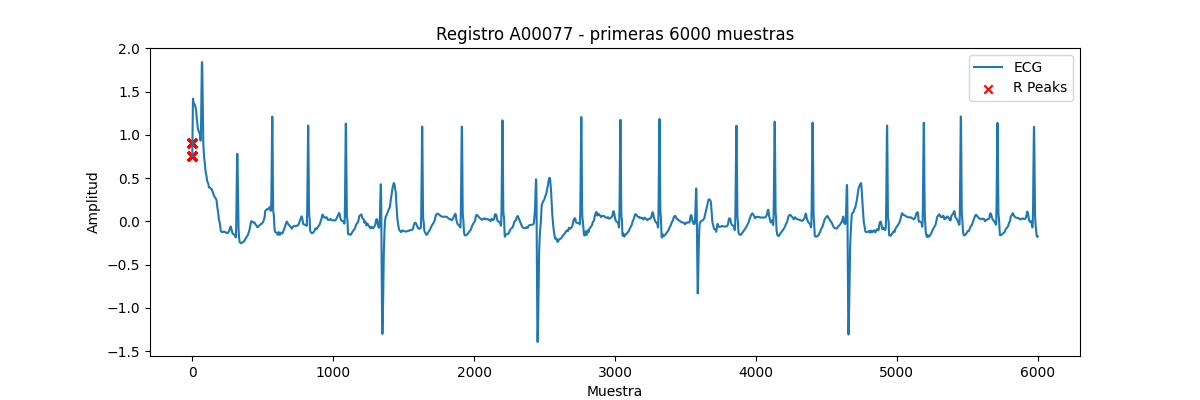 Registro A00077 - primeras 6000 muestras
ECG
R Peaks
Amplitud
2.0
1.5
1.0
0.5
0.0
−0.5
−1.0
−1.5
0 1000 2000 3000 4000 5000 6000
Muestra